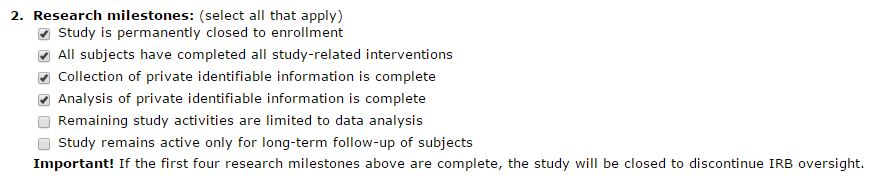 2. Research milestones: (select all that apply)
Study is permanently closed to enrollment
All subjects have completed all study-related interventions
Collection of private identifiable information is complete
Analysis of private identifiable information is complete
Remaining study activities are limited to data analysis
Study remains active only for long-term follow-up of subjects
Important! If the first four research milestones above are complete, the study will be closed to discontinue IRB oversight.